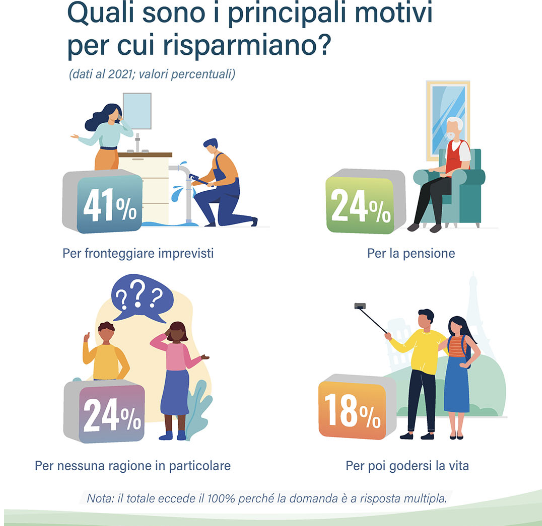 Quali sono i principali motivi
per cui risparmiano?
(dati al 2021; valori percentuali)
41%
24%
Per fronteggiare imprevisti
Per la pensione
???
24%
18%
Per nessuna ragione in particolare
Per poi godersi la vita
Nota: il totale eccede il 100% perché la domanda è a risposta multipla.